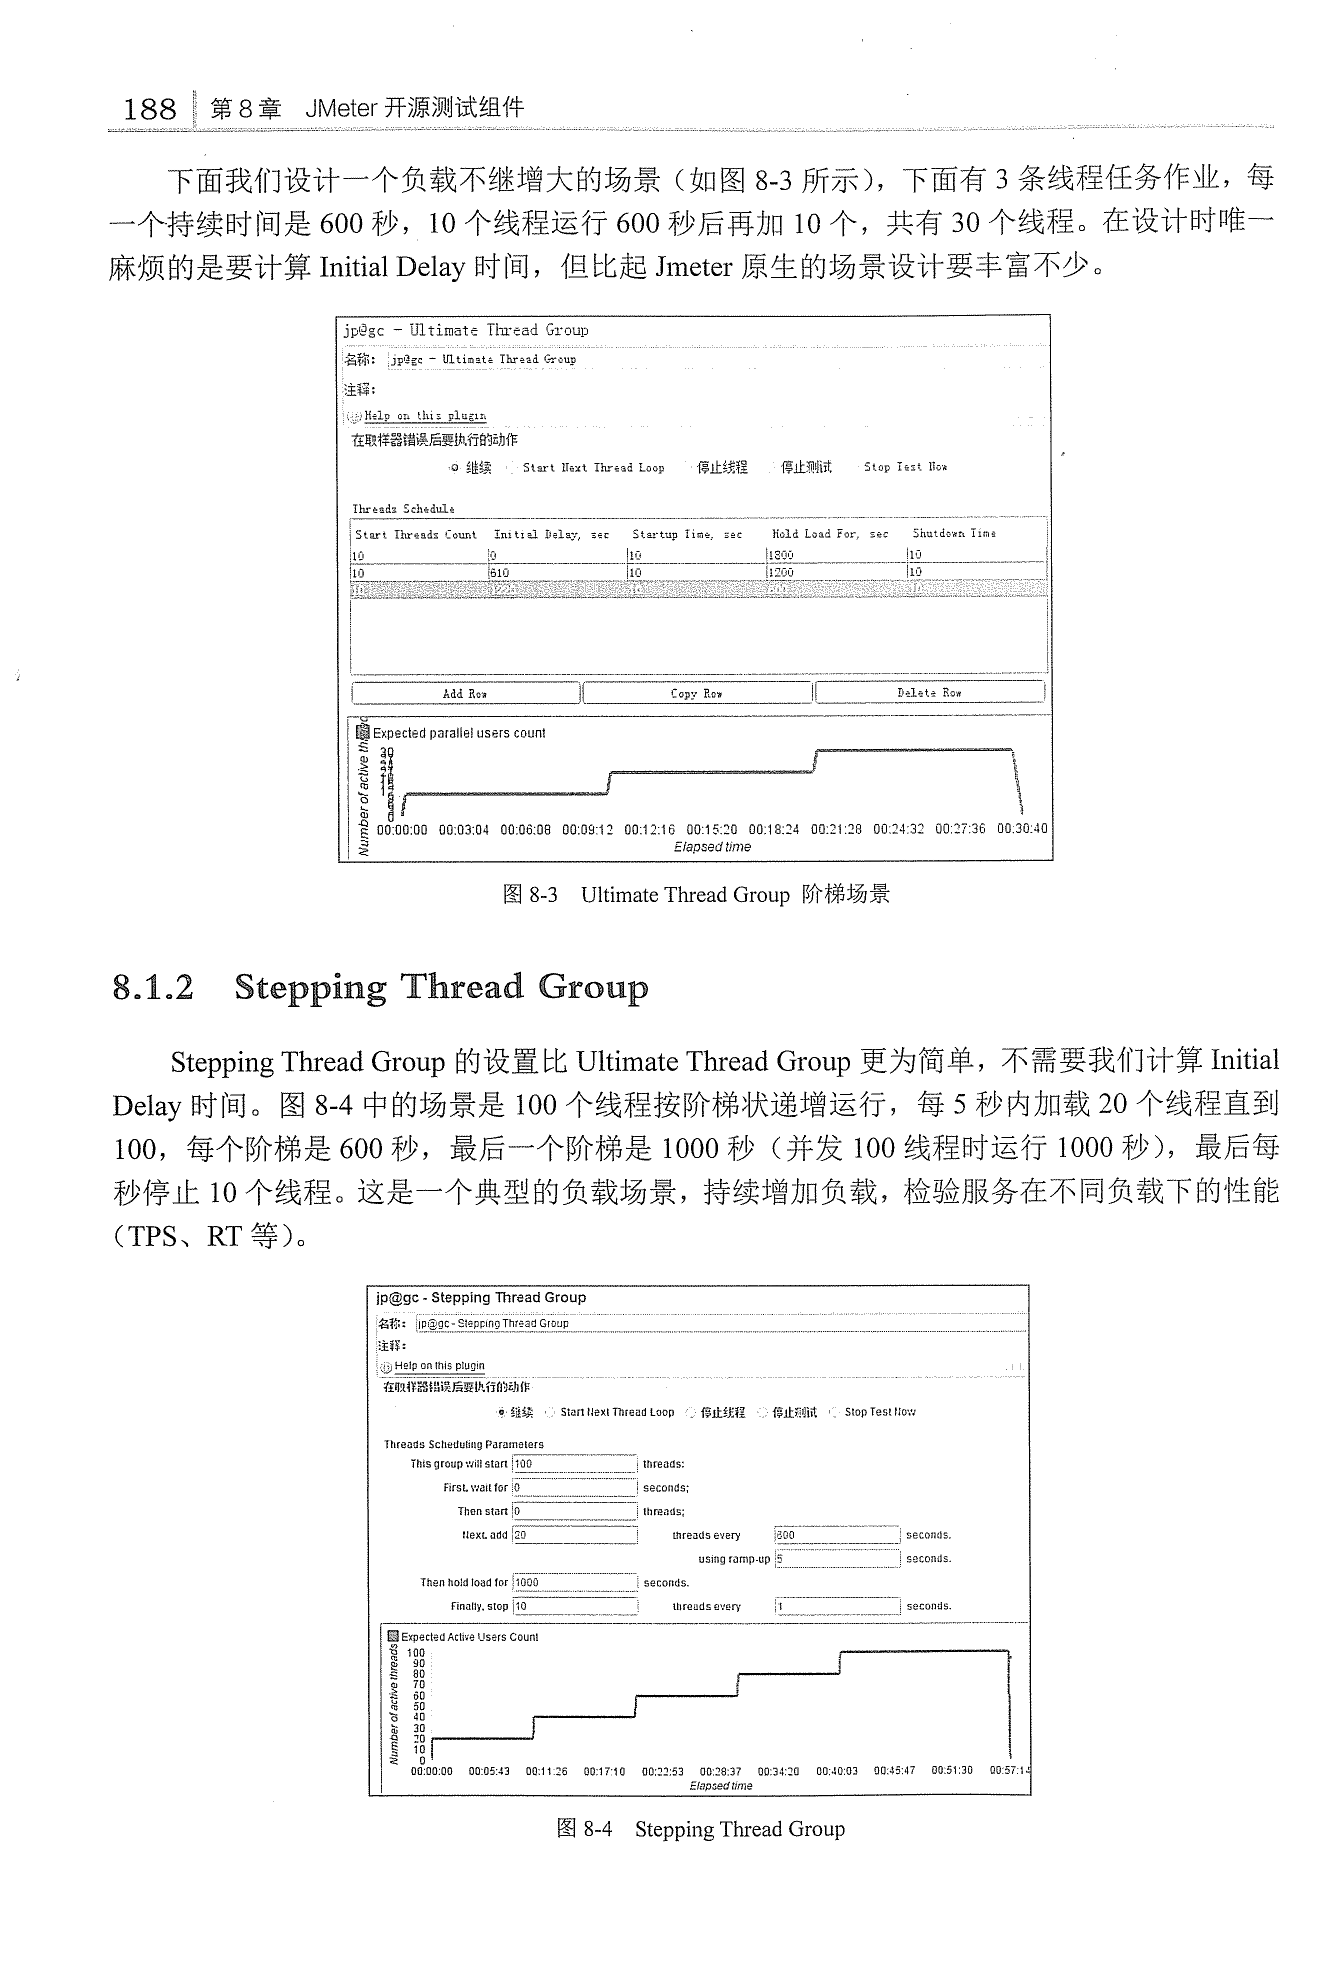 188 第8章 JMeter 开源测试组件
下面我们设计一个负载不继增大的场景（如图 8-3 所示），下面有 3 条线程任务作业，每
一个持续时间是 600 秒，10 个线程运行 600 秒后再加 10 个，共有 30 个线程。在设计时唯一
麻烦的是要计算 Initial Delay 时间，但比起 Jmeter 原生的场景设计要丰富不少。
jp@gc - Ultimate Thread Group
名称： jp@gc - Ultimate Thread Group
注释：
Help on this plugin
在取样器错误后要执行的动作
继续 Start Next Thread Loop 停止线程 停止测试 Stop Test Now
Threads Schedule
Start Threads Count Initial Delay, sec Startup Time, sec Hold Load For, sec Shutdown Time
10 0 10 1800 10
10 610 10 1200 10
Add Row Copy Row Delete Row
Expected parallel users count
30
0
Number of active
00:00:00 00:03:04 00:06:08 00:09:12 00:12:16 00:15:20 00:18:24 00:21:28 00:24:32 00:27:36 00:30:40
Elapsed time
图 8-3 Ultimate Thread Group 阶梯场景
8.1.2 Stepping Thread Group
Stepping Thread Group 的设置比 Ultimate Thread Group 更为简单，不需要我们计算 Initial
Delay 时间。图 8-4 中的场景是 100 个线程按阶梯状递增运行，每 5 秒内加载 20 个线程直到
100，每个阶梯是 600 秒，最后一个阶梯是 1000 秒（并发 100 线程时运行 1000 秒），最后每
秒停止 10 个线程。这是一个典型的负载场景，持续增加负载，检验服务在不同负载下的性能
（TPS、RT 等）。
jp@gc - Stepping Thread Group
名称： jp@gc - Stepping Thread Group
注释：
Help on this plugin
在取样器错误后要执行的动作
继续 Start Next Thread Loop 停止线程 停止测试 Stop Test Now
Threads Scheduling Parameters
This group will start 100 threads:
First, wait for 0 seconds;
Then start 0 threads;
Next, add 20 threads every 600 seconds.
using ramp-up 5 seconds.
Then hold load for 1000 seconds.
Finally, stop 10 threads every 1 seconds.
Expected Active Users Count
100
90
80
70
60
50
40
30
20
10
0
Number of active threads
00:00:00 00:05:43 00:11:26 00:17:10 00:22:53 00:28:37 00:34:20 00:40:03 00:45:47 00:51:30 00:57:14
Elapsed time
图 8-4 Stepping Thread Group